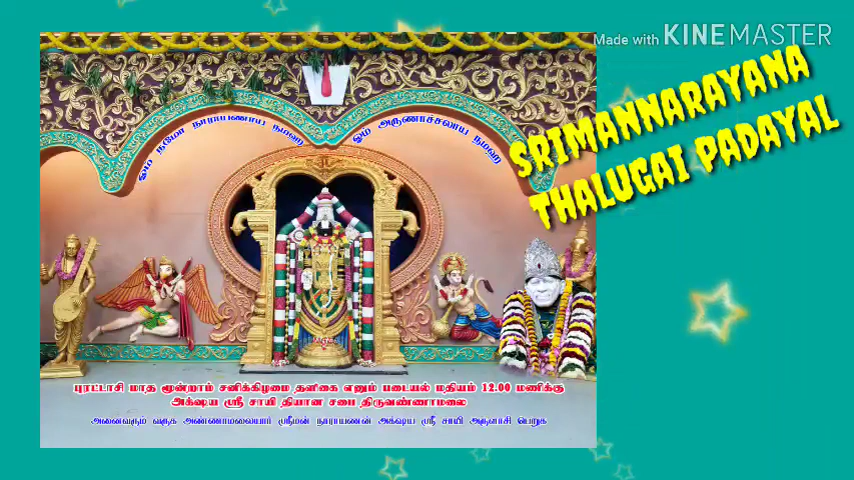 Made with KINEMASTER
SRIMANNARAYANA
THALUGAI PADAYAL
ஓம் நமோ நாராயணாய நமஹ
ஓம் அருணாச்சலாய நமஹ
புரட்டாசி மாத மூன்றாம் சனிக்கிழமை தளிகை எனும் படையல் மதியம் 12.00 மணிக்கு
அக்ஷய ஸ்ரீ சாயி தியான சபை திருவண்ணாமலை
அனைவரும் வருக அண்ணாமலையார் ஸ்ரீமன் நாராயணன் அக்ஷய ஸ்ரீ சாயி அருளாசி பெறுக